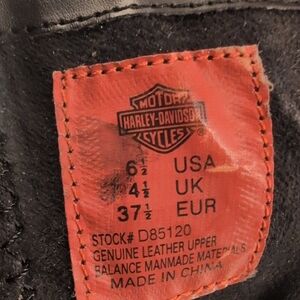 MOTOR
HARLEY-DAVIDSON
CYCLES
6½ USA
4½ UK
37½ EUR
STOCK# D85120
GENUINE LEATHER UPPER
BALANCE MANMADE MATERIALS
MADE IN CHINA